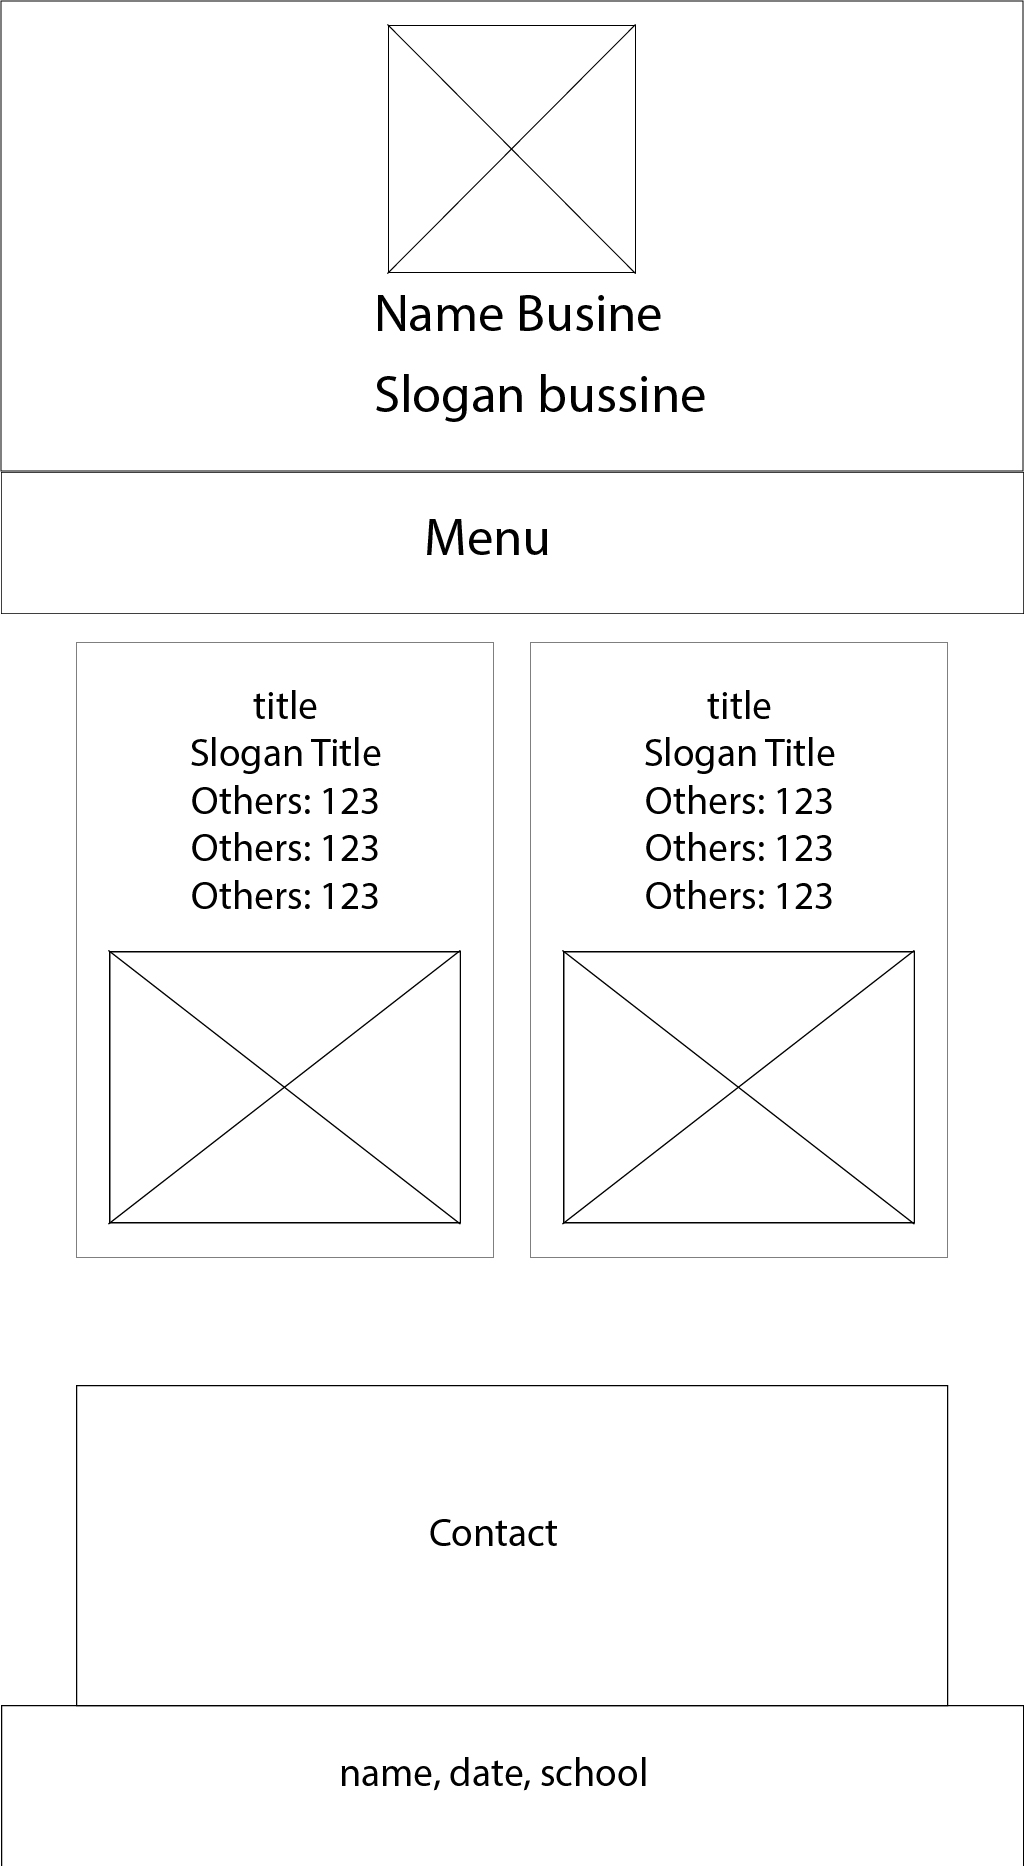 Name Busine
Slogan bussine
Menu
title
Slogan Title
Others: 123
Others: 123
Others: 123
title
Slogan Title
Others: 123
Others: 123
Others: 123
Contact
name, date, school